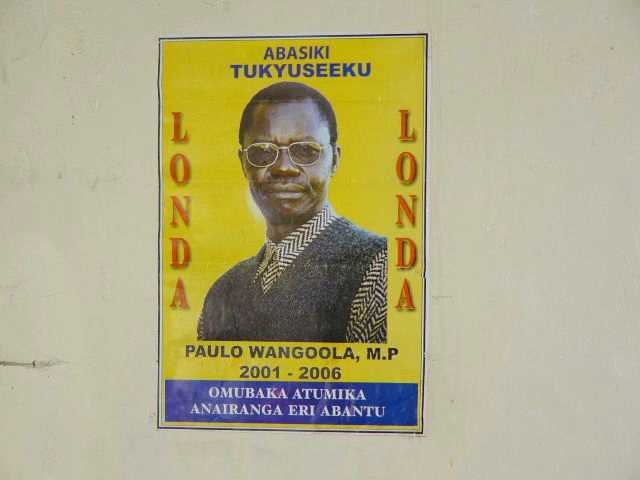 ABASIKI
TUKYUSEEKU
LONDA
LONDA
PAULO WANGOOLA, M.P
2001 - 2006
OMUBAKA ATUMIKA
ANAIRANGA ERI ABANTU